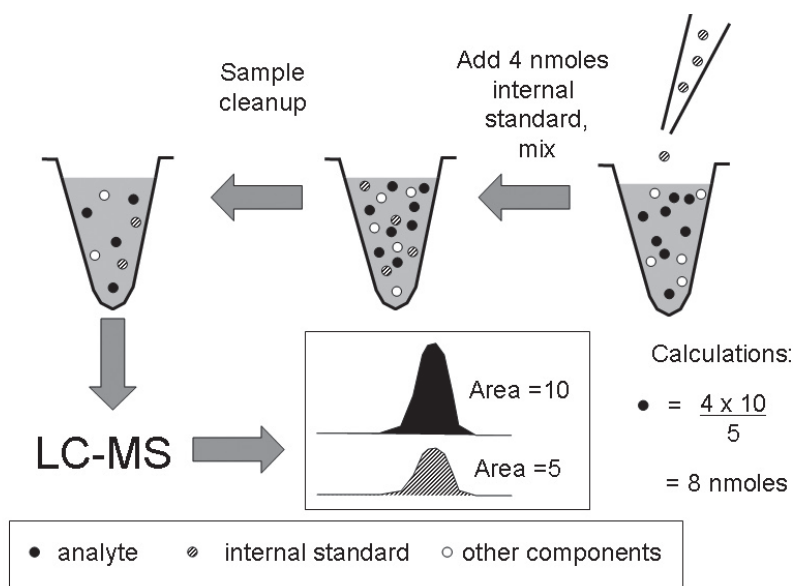 Sample
cleanup
Add 4 nmoles
internal
standard,
mix
Calculations:
= 4 x 10
5
= 8 nmoles
Area =10
Area =5
LC-MS
analyte
internal standard
other components